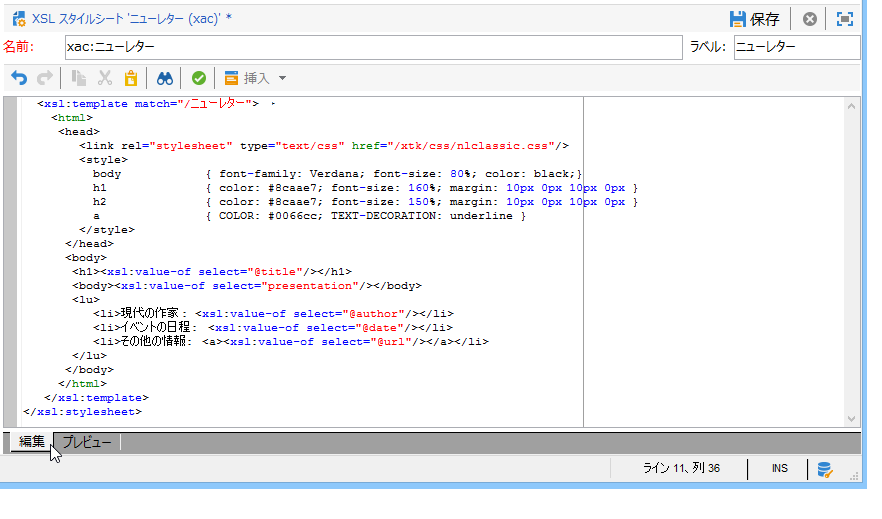 XSL スタイルシート 'ニューレター (xac)' *
保存
名前: xac:ニューレター ラベル: ニューレター
挿入
<xsl:template match="/ニューレター">
<html>
<head>
<link rel="stylesheet" type="text/css" href="/xtk/css/nlclassic.css"/>
<style>
body { font-family: Verdana; font-size: 80%; color: black;}
h1 { color: #8caae7; font-size: 160%; margin: 10px 0px 10px 0px }
h2 { color: #8caae7; font-size: 150%; margin: 10px 0px 10px 0px }
a { COLOR: #0066cc; TEXT-DECORATION: underline }
</style>
</head>
<body>
<h1><xsl:value-of select="@title"/></h1>
<body><xsl:value-of select="presentation"/></body>
<lu>
<li>現代の作家: <xsl:value-of select="@author"/></li>
<li>イベントの日程: <xsl:value-of select="@date"/></li>
<li>その他の情報: <a><xsl:value-of select="@url"/></a></li>
</lu>
</body>
</html>
</xsl:template>
</xsl:stylesheet>
編集 プレビュー
ライン 11、列 36 INS